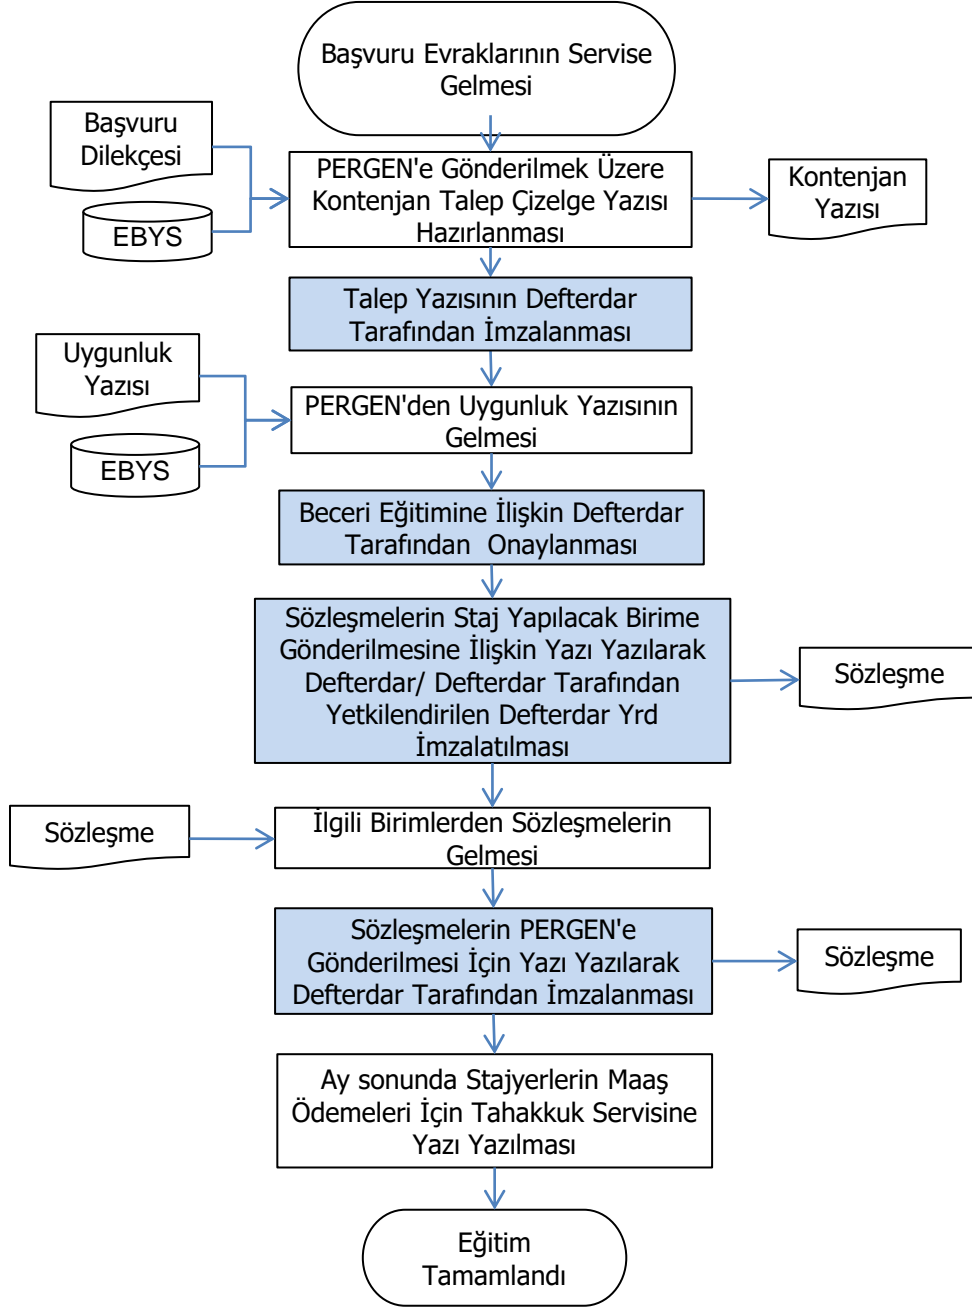 Başvuru Evraklarının Servise
Gelmesi
Başvuru
Dilekçesi
EBYS
PERGEN'e Gönderilmek Üzere
Kontenjan Talep Çizelge Yazısı
Hazırlanması
Kontenjan
Yazısı
Talep Yazısının Defterdar
Tarafından İmzalanması
Uygunluk
Yazısı
EBYS
PERGEN'den Uygunluk Yazısının
Gelmesi
Beceri Eğitimine İlişkin Defterdar
Tarafından Onaylanması
Sözleşmelerin Staj Yapılacak Birime
Gönderilmesine İlişkin Yazı Yazılarak
Defterdar/ Defterdar Tarafından
Yetkilendirilen Defterdar Yrd
İmzalatılması
Sözleşme
Sözleşme
İlgili Birimlerden Sözleşmelerin
Gelmesi
Sözleşmelerin PERGEN'e
Gönderilmesi İçin Yazı Yazılarak
Defterdar Tarafından İmzalanması
Sözleşme
Ay sonunda Stajyerlerin Maaş
Ödemeleri İçin Tahakkuk Servisine
Yazı Yazılması
Eğitim
Tamamlandı